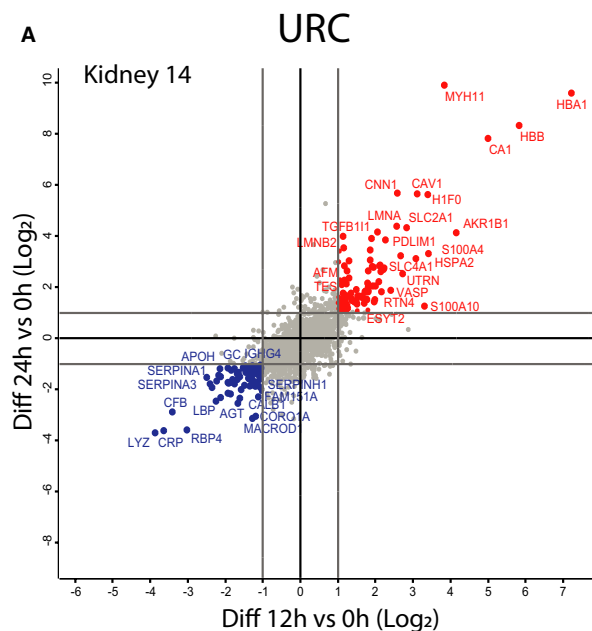 A
URC
Kidney 14
MYH11
HBA1
HBB
CA1
CNN1
CAV1
H1F0
LMNA
SLC2A1
AKR1B1
TGFB1I1
LMNB2
PDLIM1
S100A4
HSPA2
AFM
SLC4A1
UTRN
TES
VASP
RTN4
S100A10
ESYT2
APOH
GC
IGHG4
SERPINA1
SERPINA3
SERPINH1
FAM151A
CFB
LBP
AGT
CALB1
CORO1A
MACROD1
LYZ
CRP
RBP4
10
8
6
4
2
0
-2
-4
-6
-8
Diff 24h vs 0h (Log₂)
-6 -5 -4 -3 -2 -1 0 1 2 3 4 5 6 7
Diff 12h vs 0h (Log₂)